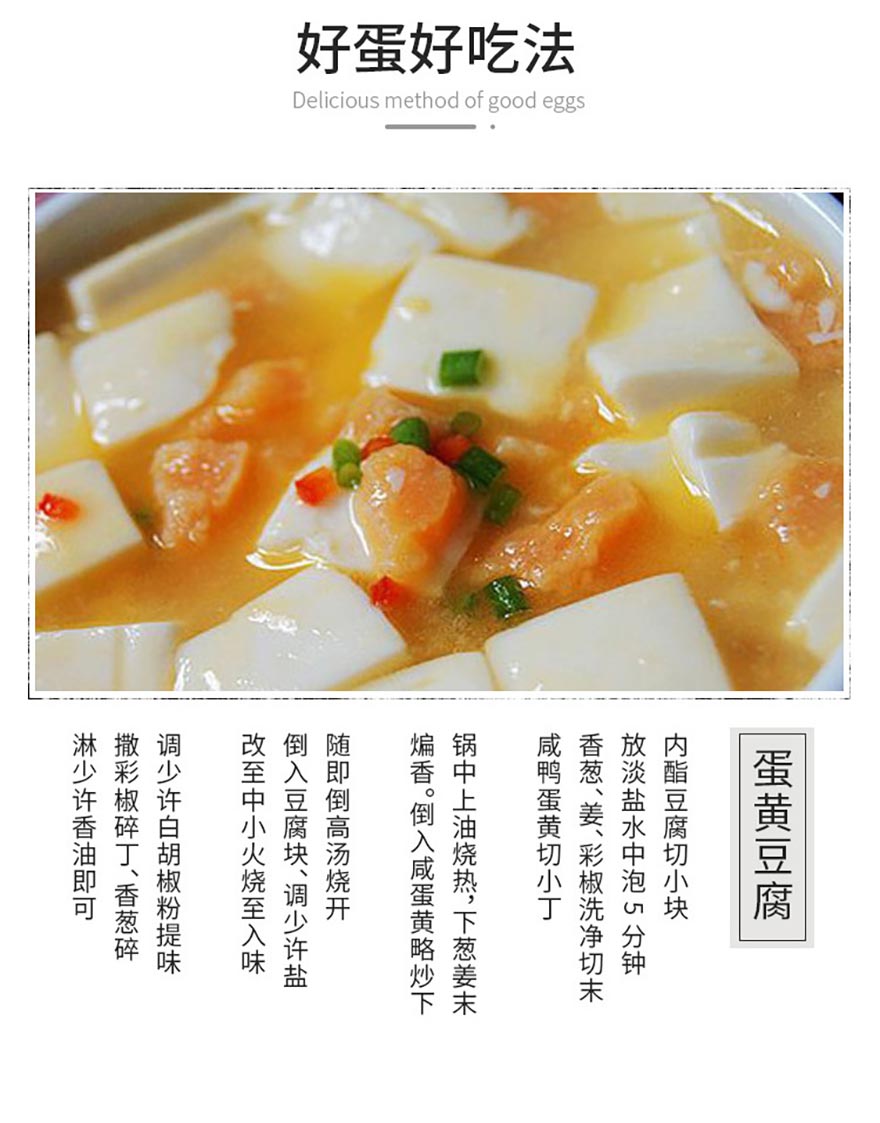 好蛋好吃法
Delicious method of good eggs
蛋黄豆腐
内酯豆腐切小块
放淡盐水中泡5分钟
香葱、姜、彩椒洗净切末
咸鸭蛋黄切小丁
锅中上油烧热，下葱姜末
煸香。倒入咸蛋黄略炒下
随即倒高汤烧开
倒入豆腐块、调少许盐
改至中小火烧至入味
调少许白胡椒粉提味
撒彩椒碎丁、香葱碎
淋少许香油即可